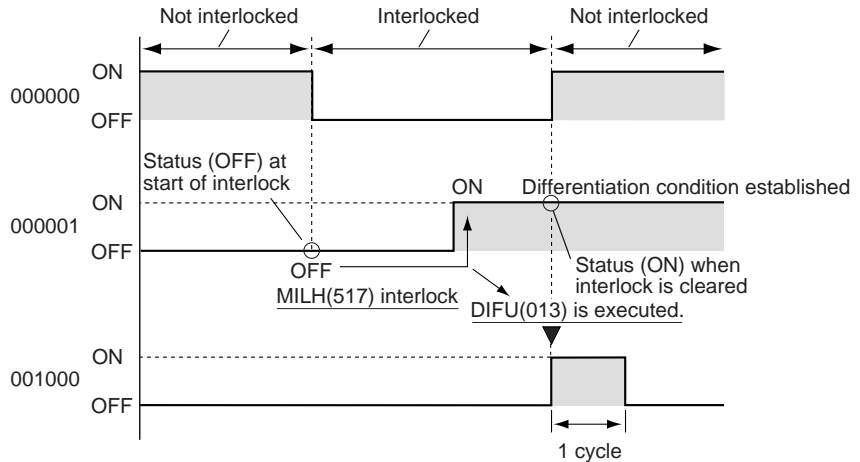 Not interlocked
Interlocked
Not interlocked
ON
000000
OFF
Status (OFF) at
start of interlock
ON
Differentiation condition established
ON
000001
OFF
OFF
Status (ON) when
interlock is cleared
MILH(517) interlock
DIFU(013) is executed.
ON
001000
OFF
1 cycle